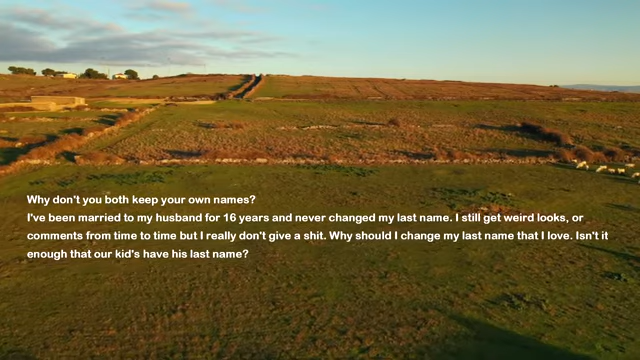 Why don't you both keep your own names?
I've been married to my husband for 16 years and never changed my last name. I still get weird looks, or
comments from time to time but I really don't give a shit. Why should I change my last name that I love. Isn't it
enough that our kid's have his last name?